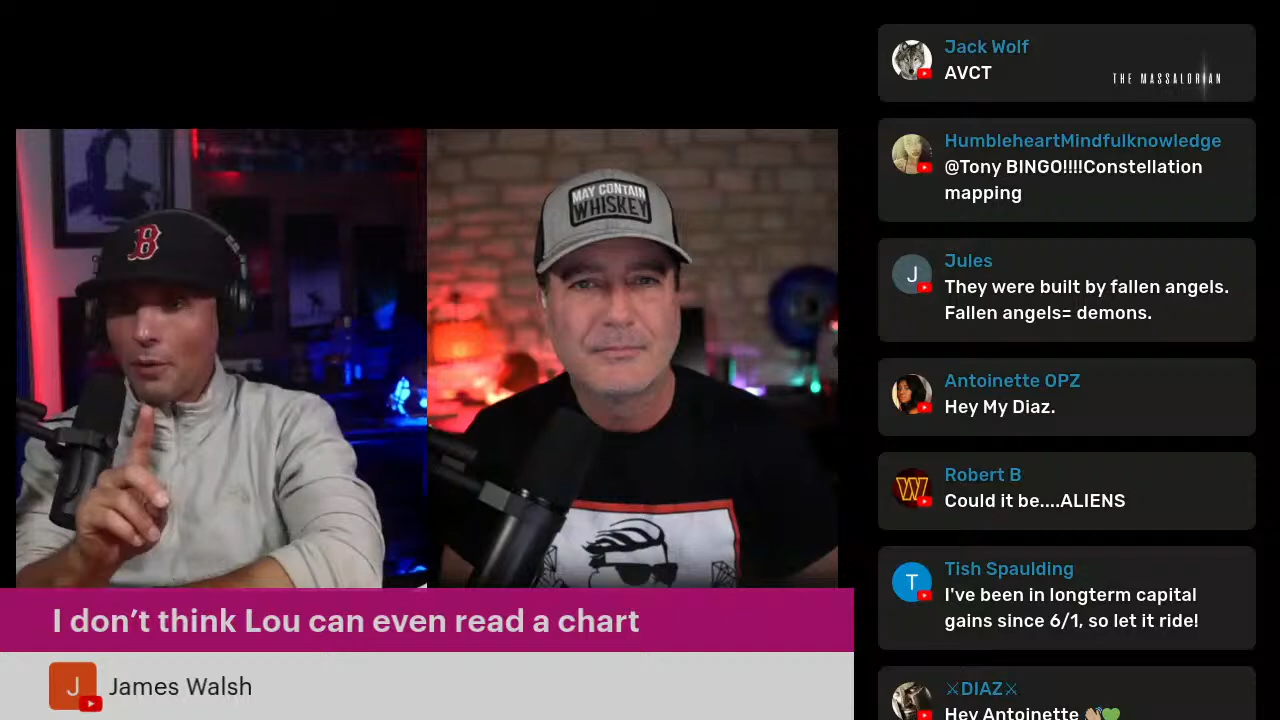 B
MAY CONTAIN
WHISKEY
I don’t think Lou can even read a chart
J
James Walsh
Jack Wolf
AVCT
THE MASSALORIAN
HumbleheartMindfulknowledge
@Tony BINGO!!!!Constellation
mapping
J
Jules
They were built by fallen angels.
Fallen angels= demons.
Antoinette OPZ
Hey My Diaz.
W
Robert B
Could it be....ALIENS
T
Tish Spaulding
I've been in longterm capital
gains since 6/1, so let it ride!
⚔DIAZ⚔
Hey Antoinette 👋🏽💚